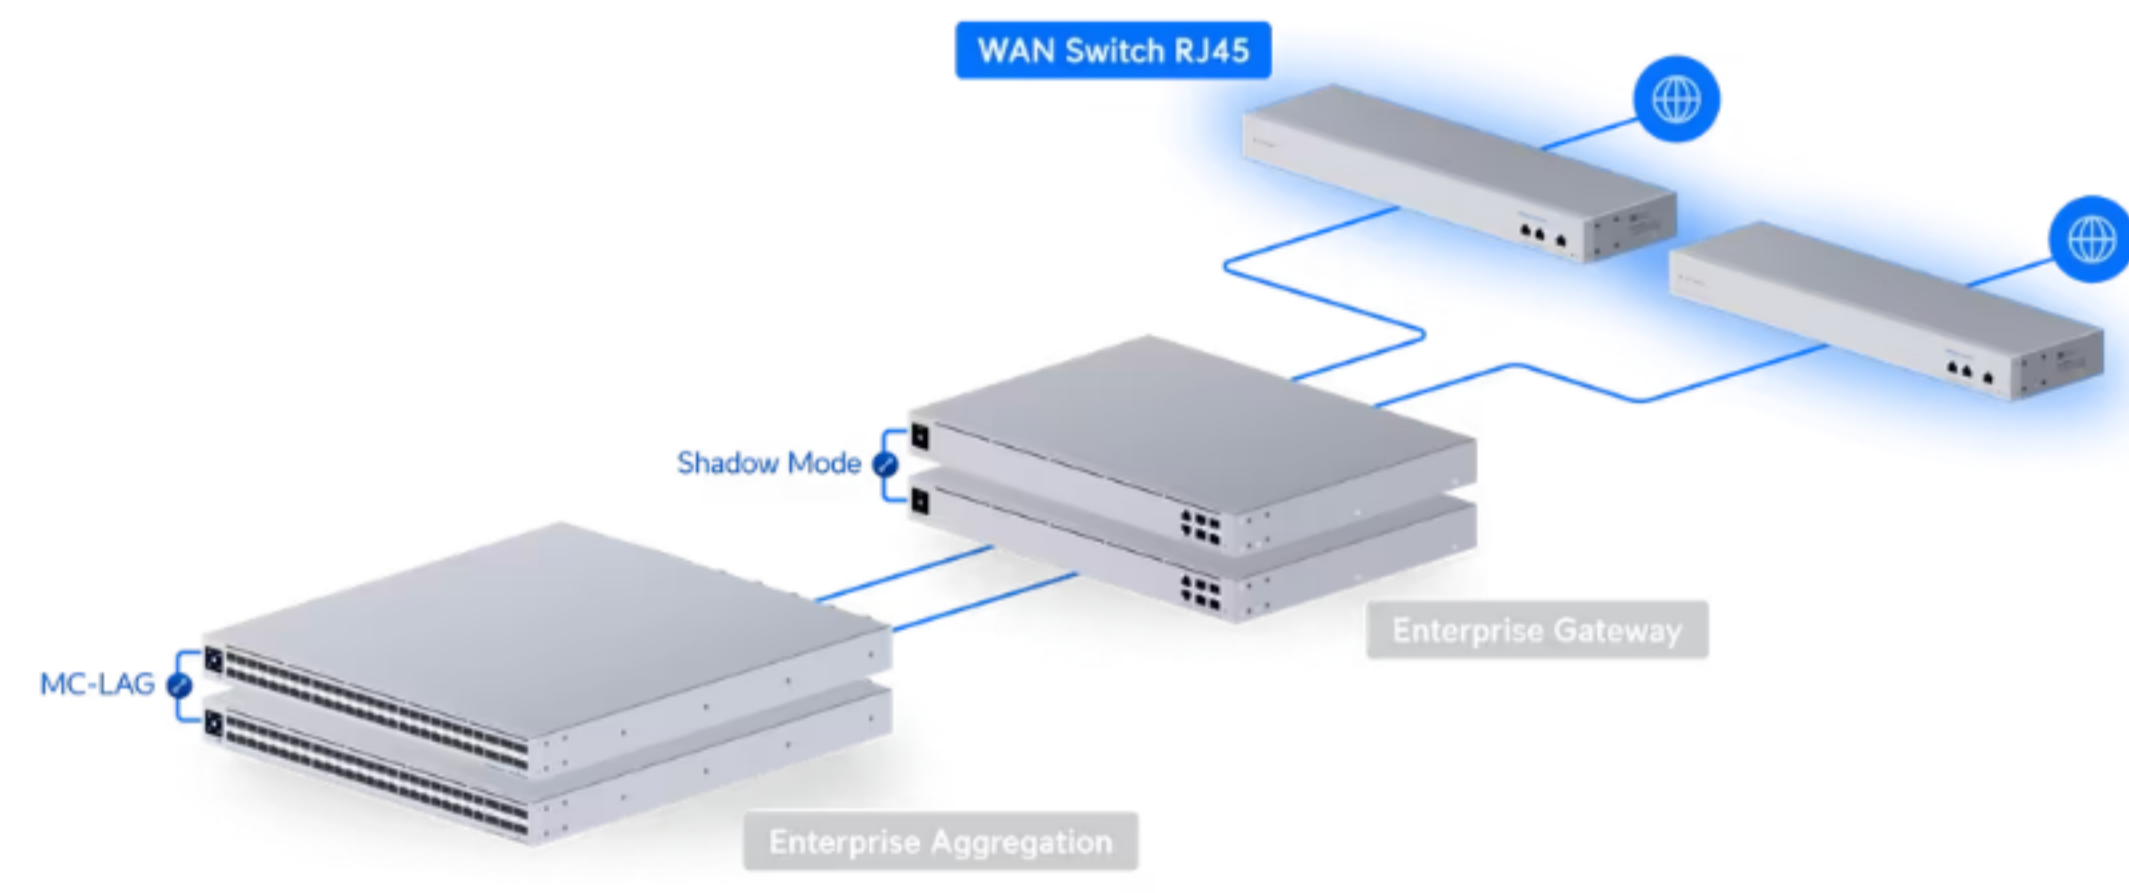 WAN Switch RJ45
Shadow Mode
Enterprise Gateway
MC-LAG
Enterprise Aggregation